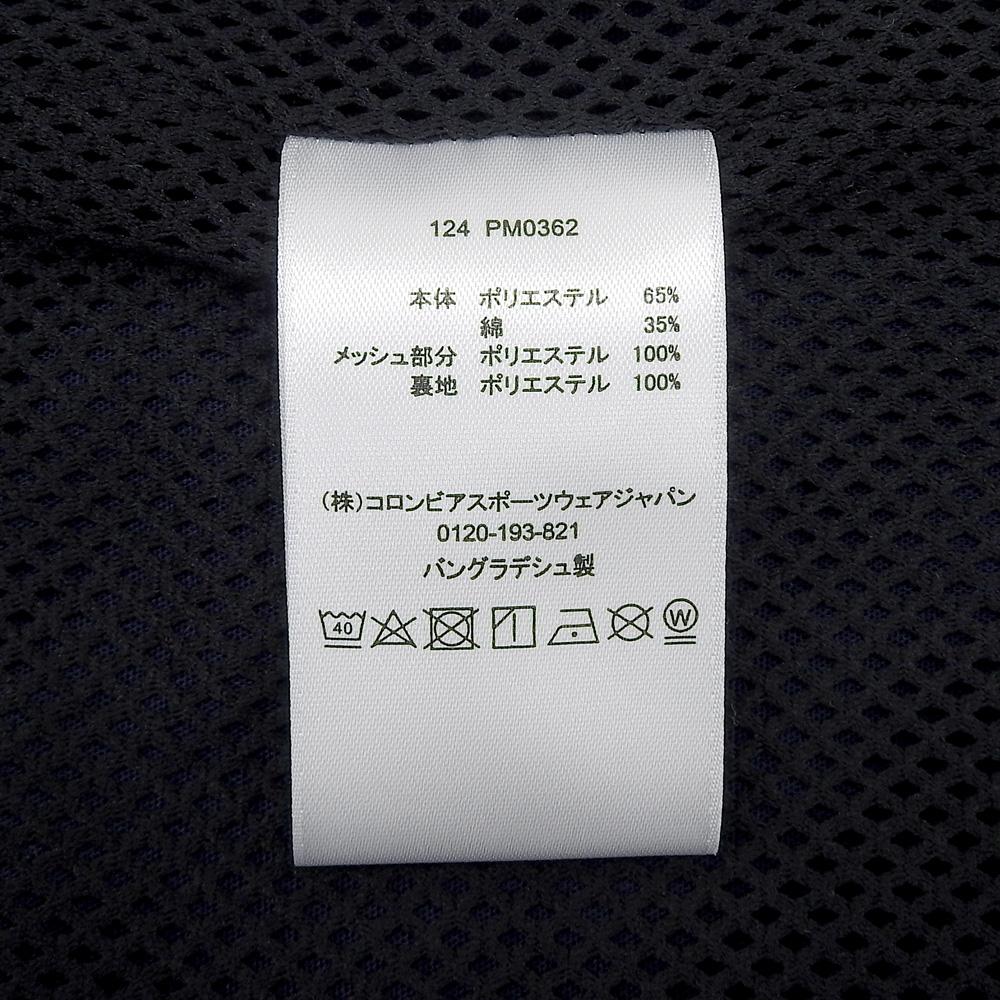 124 PM0362
本体 ポリエステル 65%
綿 35%
メッシュ部分 ポリエステル 100%
裏地 ポリエステル 100%
(株)コロンビアスポーツウェアジャパン
0120-193-821
バングラデシュ製
40 W